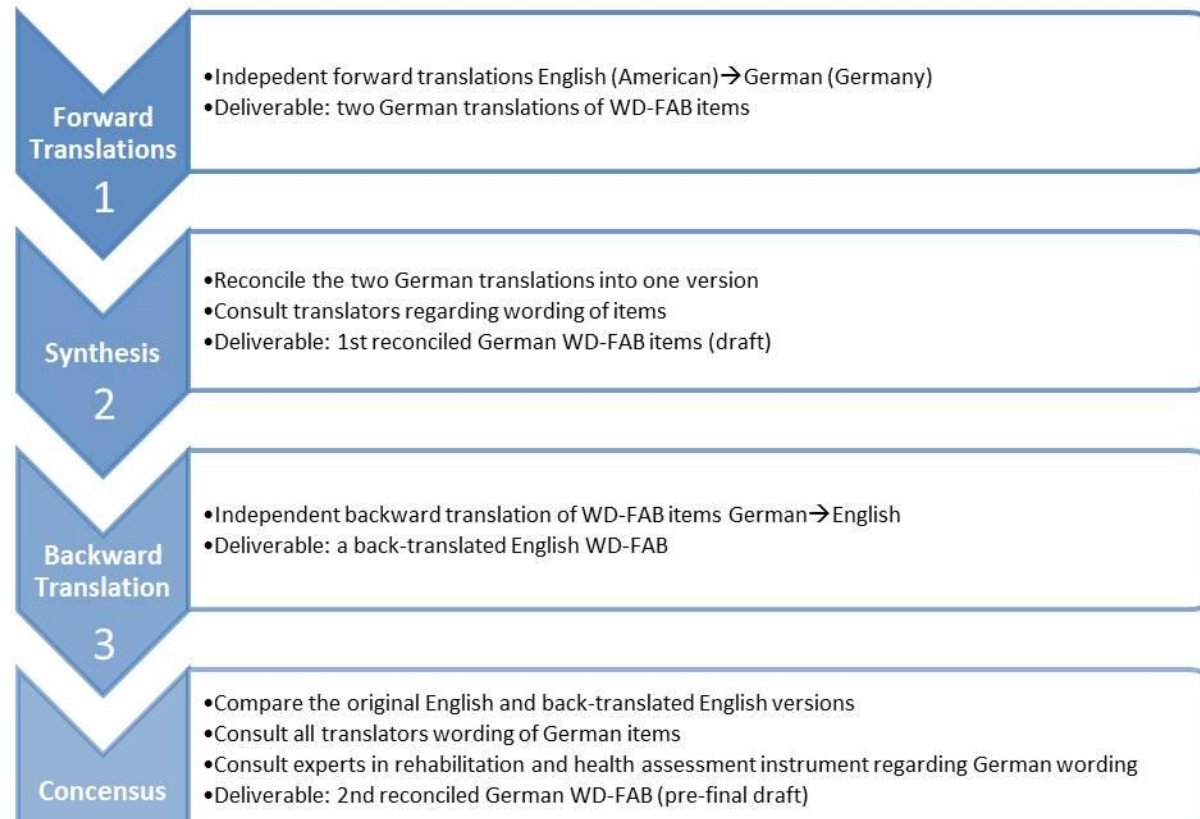 Forward
Translations
1
•Indepedent forward translations English (American)→German (Germany)
•Deliverable: two German translations of WD-FAB items
Synthesis
2
•Reconcile the two German translations into one version
•Consult translators regarding wording of items
•Deliverable: 1st reconciled German WD-FAB items (draft)
Backward
Translation
3
•Independent backward translation of WD-FAB items German→English
•Deliverable: a back-translated English WD-FAB
Concensus
•Compare the original English and back-translated English versions
•Consult all translators wording of German items
•Consult experts in rehabilitation and health assessment instrument regarding German wording
•Deliverable: 2nd reconciled German WD-FAB (pre-final draft)